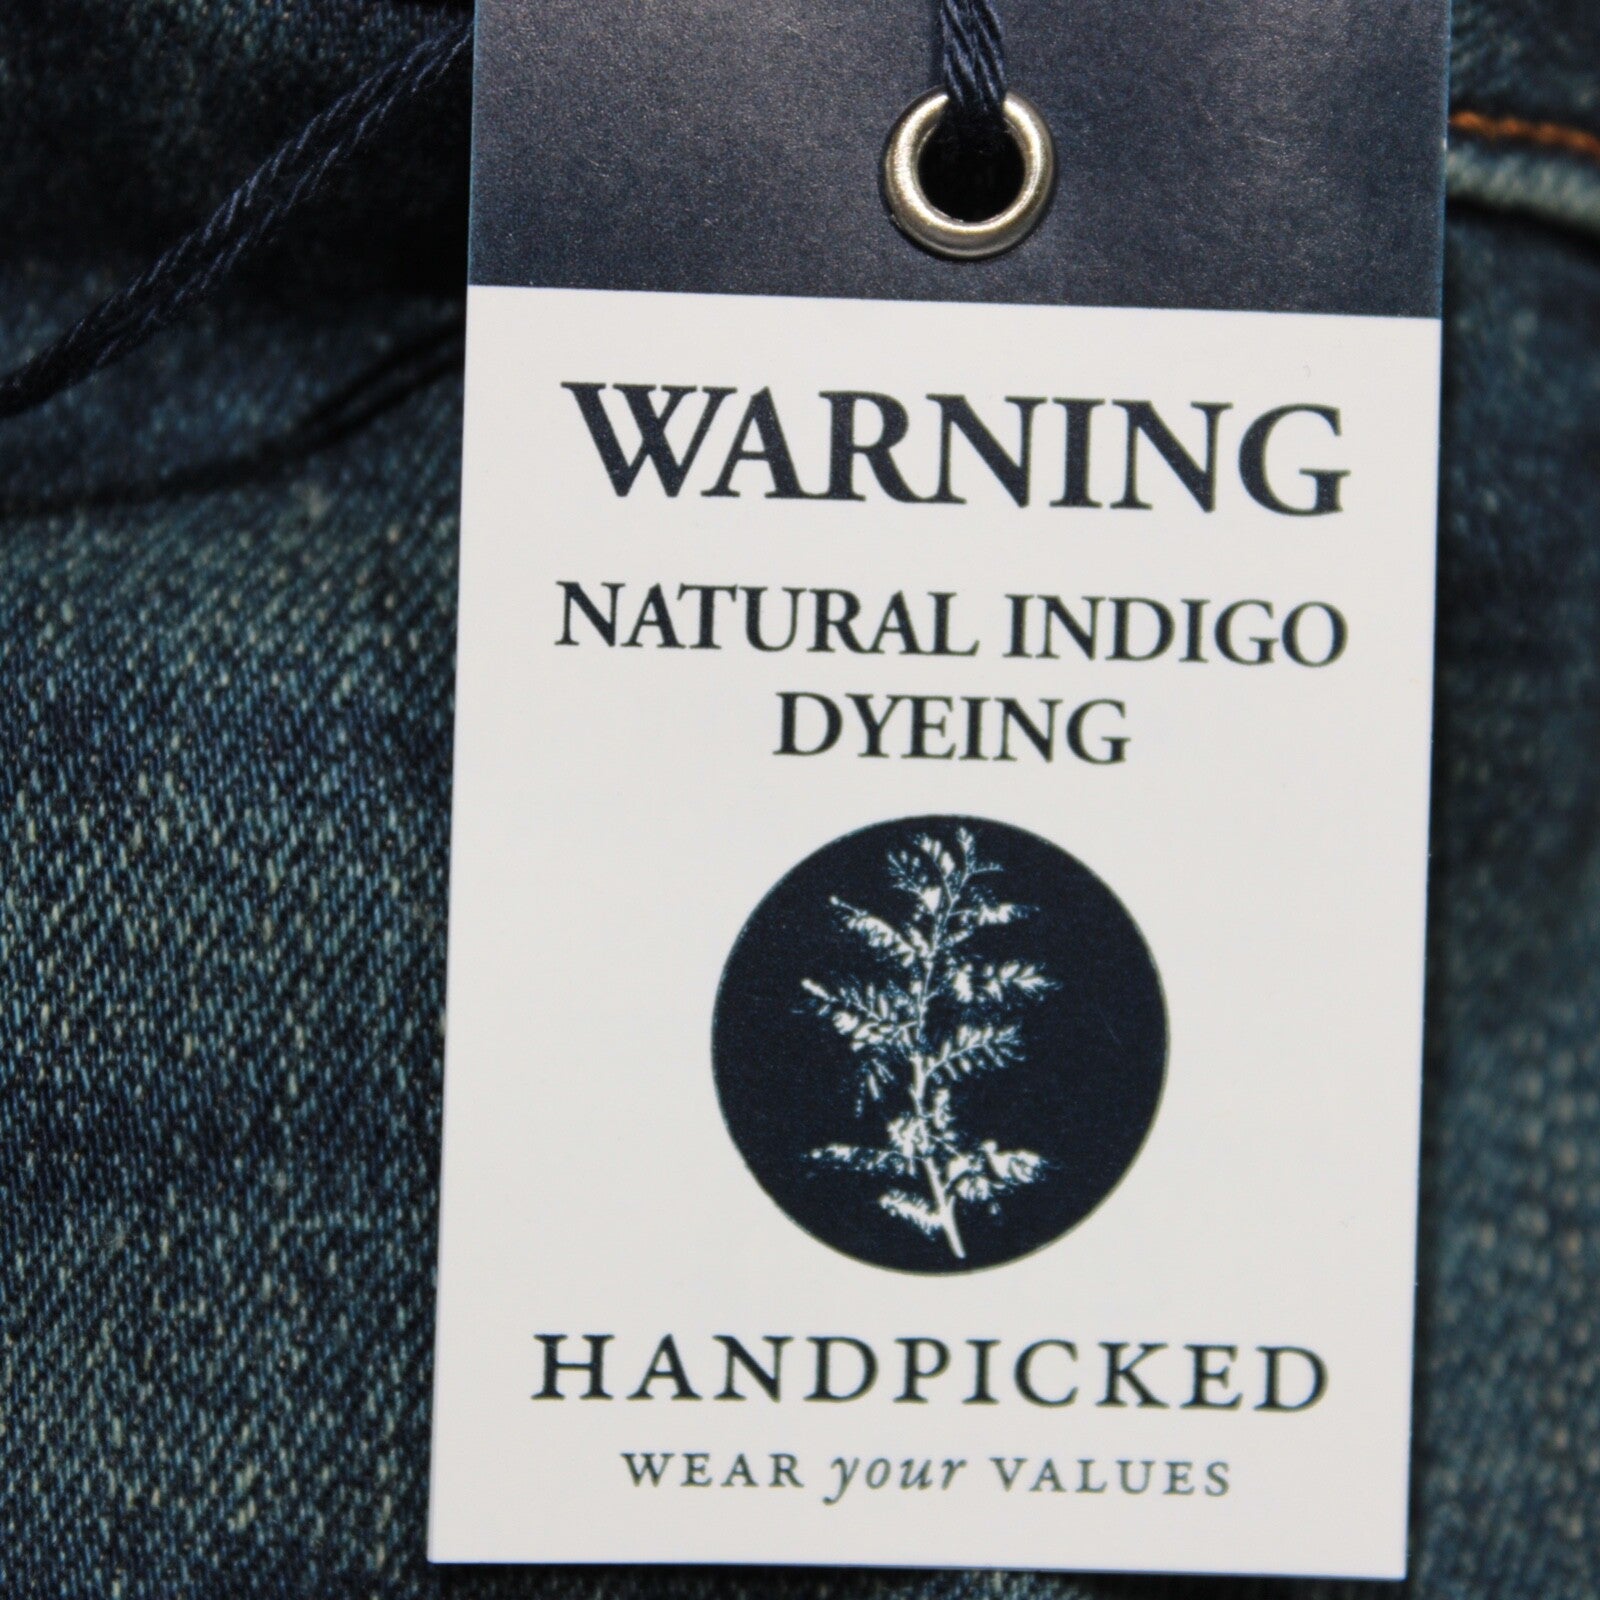 WARNING
NATURAL INDIGO
DYEING
HANDPICKED
WEAR your VALUES